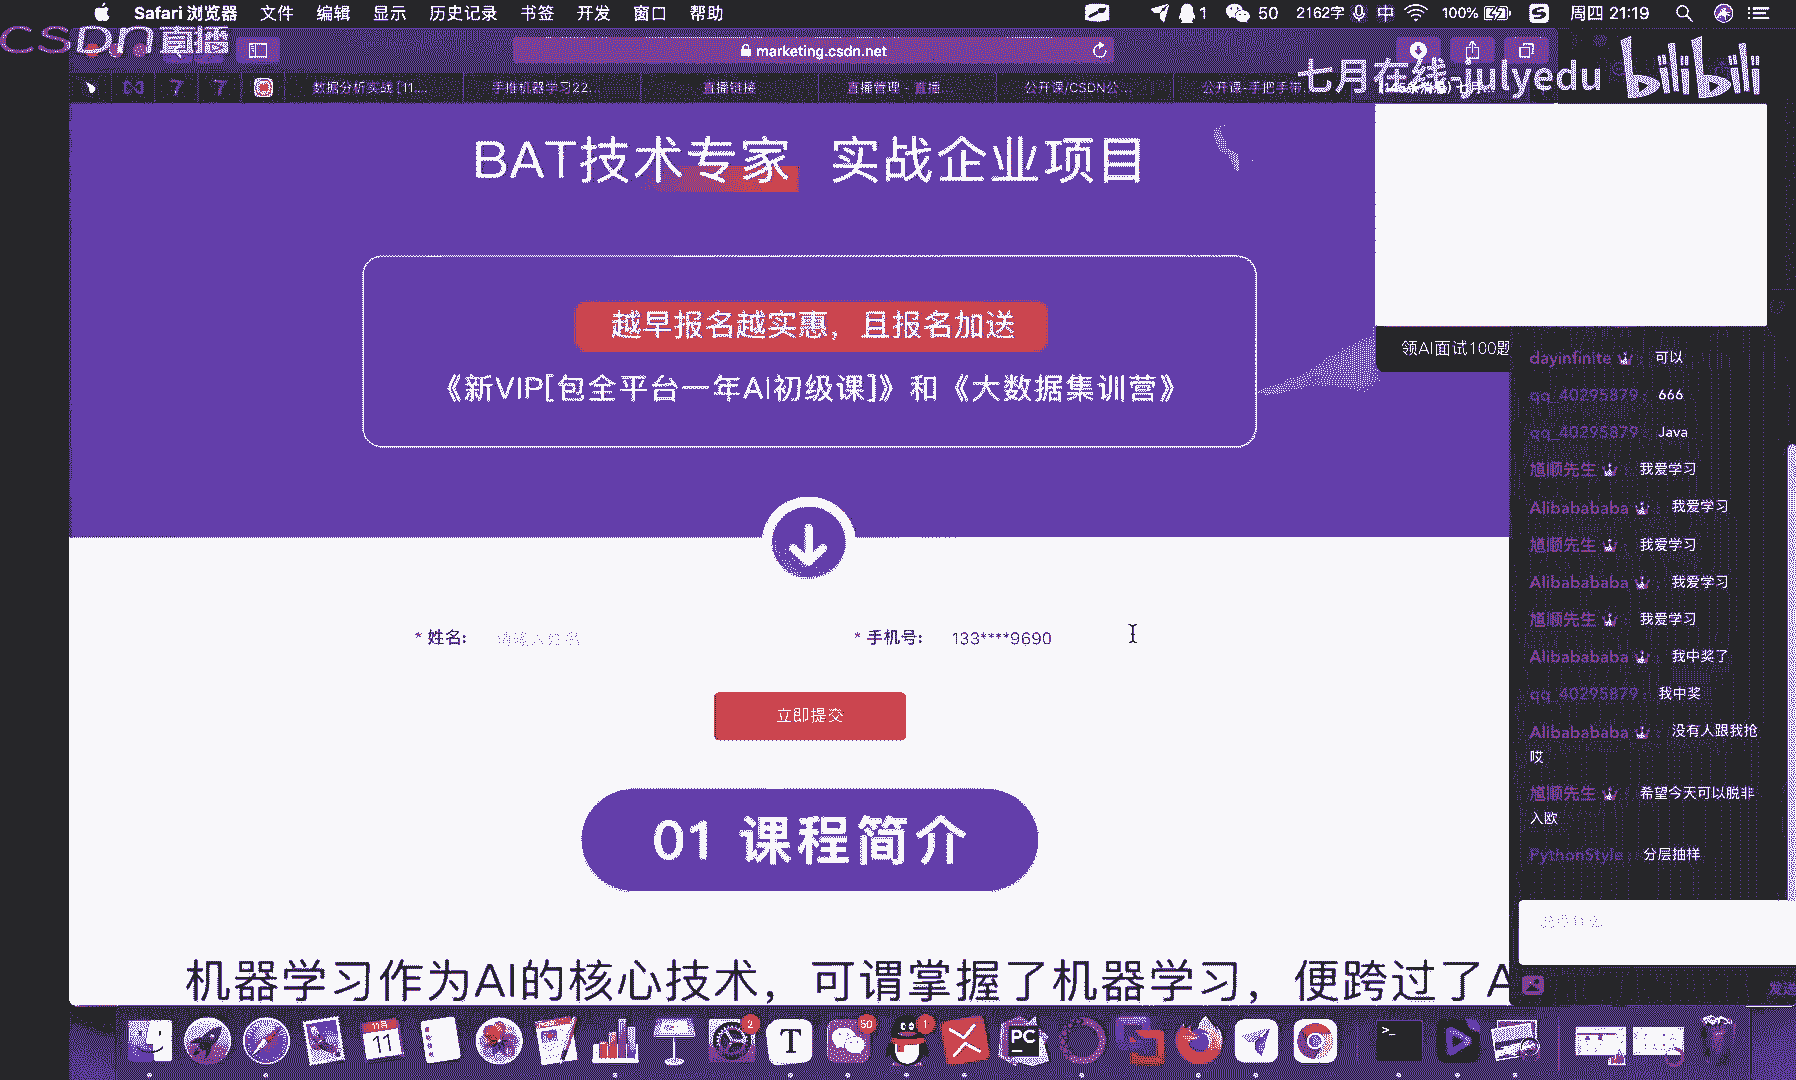 Safari 浏览器 文件 编辑 显示 历史记录 书签 开发 窗口 帮助
1 50 2162字 中 100% 周四 21:19
CSDN直播
marketing.csdn.net
七月在线-julyedu bilibili
数据分析实战 [11....
手推机器学习22...
直播链接
直播管理 - 直播...
公开课/CSDN公...
公开课-手把手带...
BAT技术专家 实战企业项目
越早报名越实惠，且报名加送
《新VIP[包全平台一年AI初级课]》和《大数据集训营》
* 姓名: 请输入姓名
* 手机号: 133****9690
立即提交
01 课程简介
机器学习作为AI的核心技术，可谓掌握了机器学习，便跨过了A
领AI面试100题
dayinfinite : 可以
qq_40295879 : 666
qq_40295879 : Java
馗顺先生 : 我爱学习
Alibabababa : 我爱学习
馗顺先生 : 我爱学习
Alibabababa : 我爱学习
馗顺先生 : 我爱学习
Alibabababa : 我中奖了
qq_40295879 : 我中奖
Alibabababa : 没有人跟我抢
哎
馗顺先生 : 希望今天可以脱非
入欧
PythonStyle : 分层抽样
发送
11月
11
2
T
50
1
PC